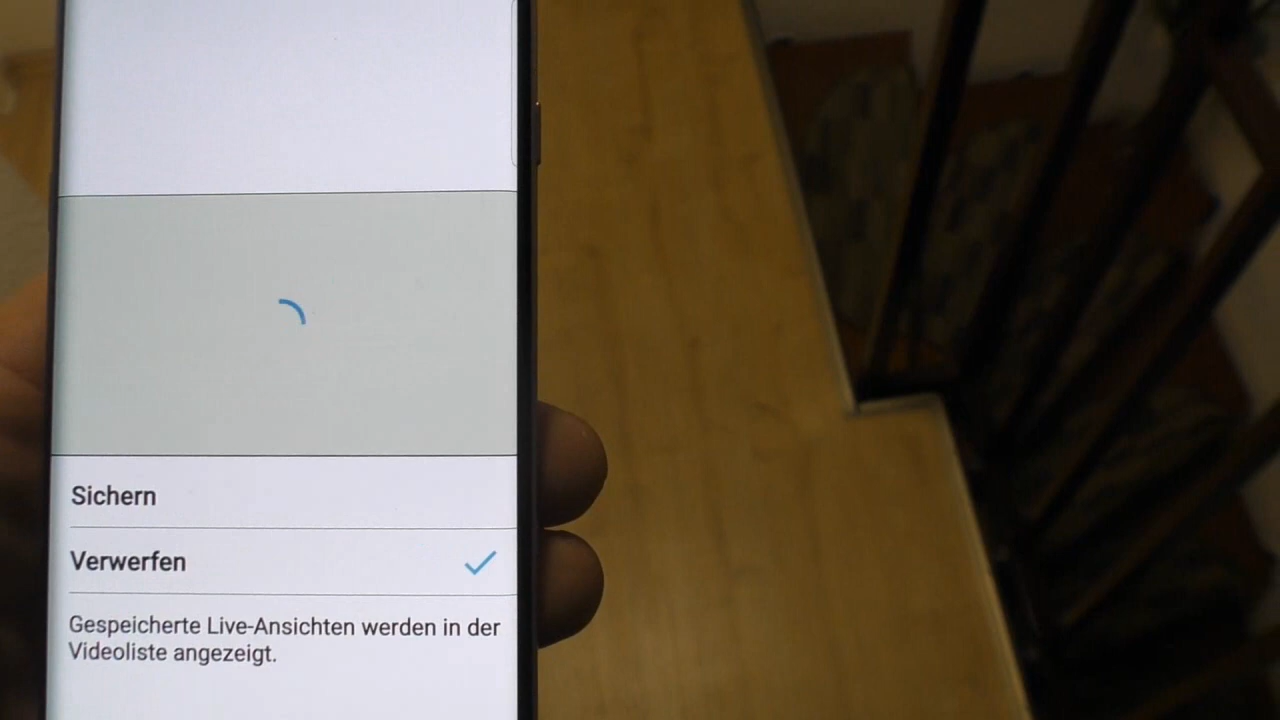 Sichern
Verwerfen
Gespeicherte Live-Ansichten werden in der
Videoliste angezeigt.